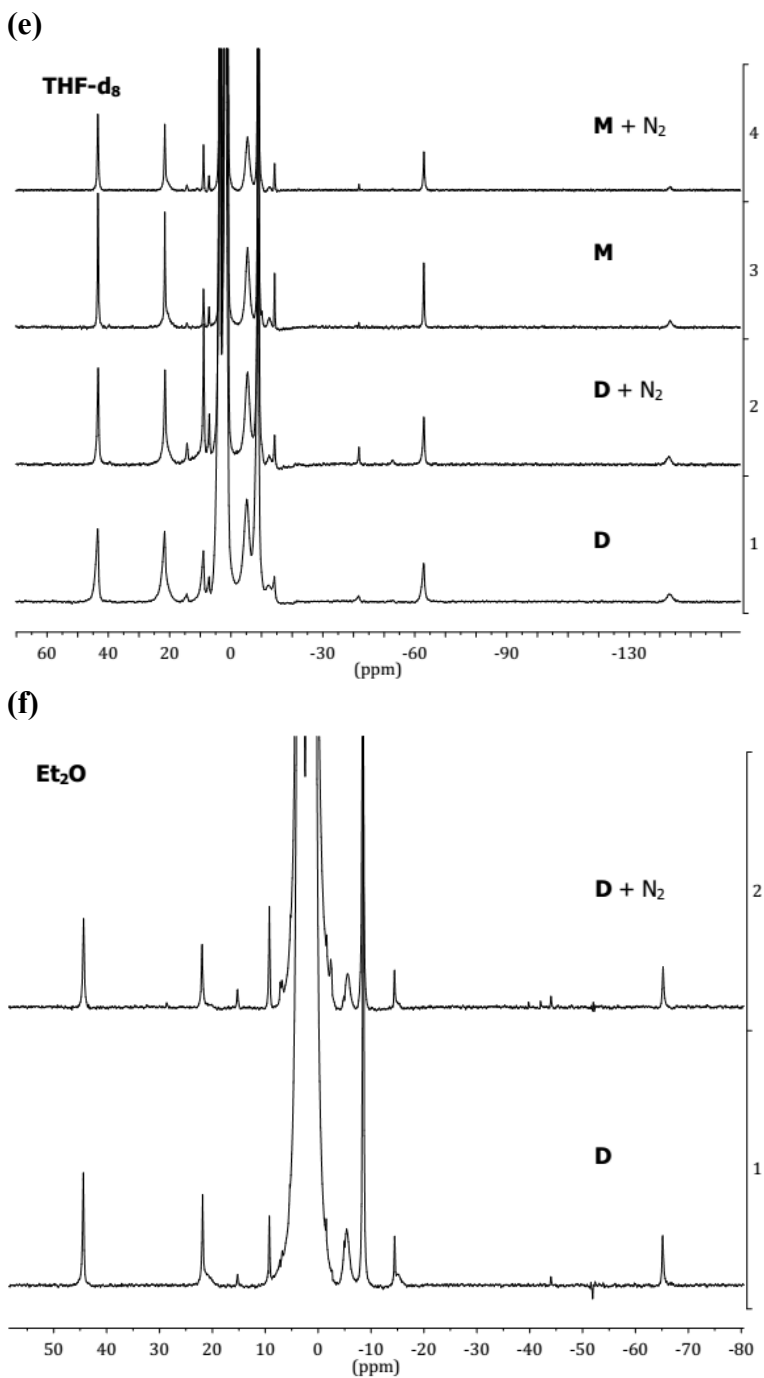 (e)
THF-d₈
M + N₂
4
M
3
D + N₂
2
D
1
60 40 20 0 -30 -60 -90 -130
(ppm)
(f)
Et₂O
D + N₂
2
D
1
50 40 30 20 10 0 -10 -20 -30 -40 -50 -60 -70 -80
(ppm)